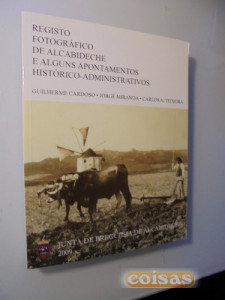 REGISTO
FOTOGRÁFICO
DE ALCABIDECHE
E ALGUNS APONTAMENTOS
HISTÓRICO-ADMINISTRATIVOS
GUILHERME CARDOSO • JORGE MIRANDA • CARLOS A. TEIXEIRA
JUNTA DE FREGUESIA DE ALCABIDECHE
2009
coisas